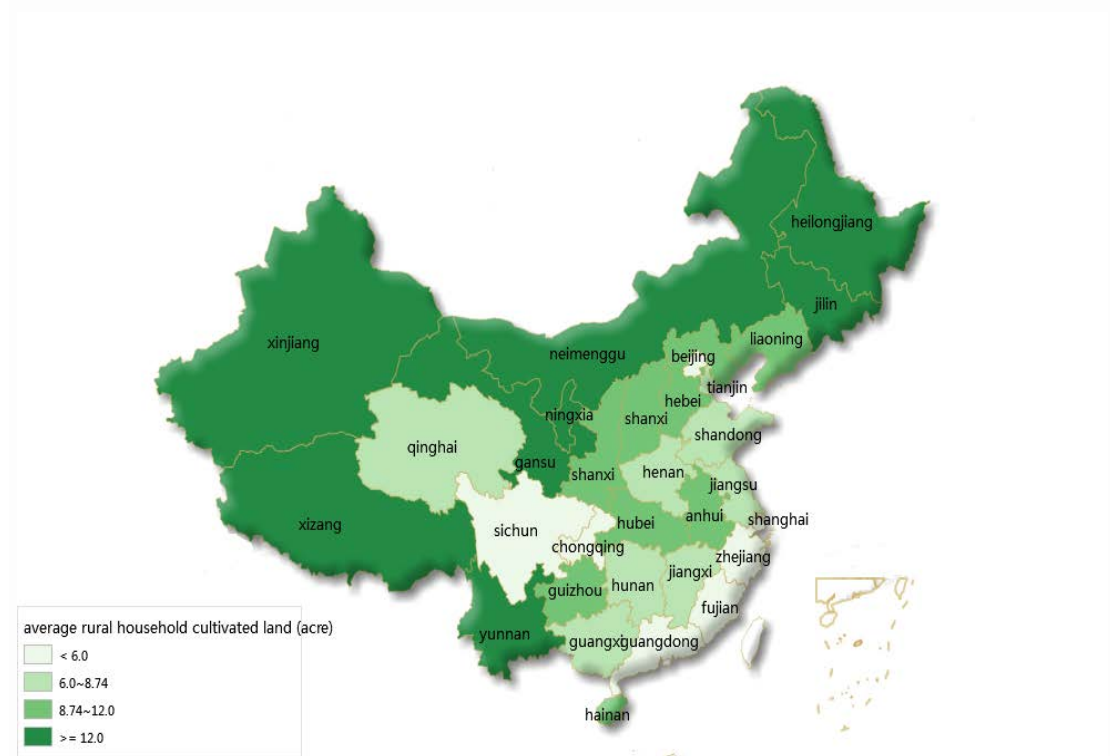 heilongjiang
jilin
liaoning
xinjiang
neimenggu
beijing
tianjin
hebei
ningxia
shanxi
shandong
qinghai
gansu
shanxi
henan
jiangsu
xizang
sichun
hubei
anhui
shanghai
chongqing
zhejiang
jiangxi
guizhou
hunan
fujian
yunnan
guangxi
guangdong
hainan
average rural household cultivated land (acre)
< 6.0
6.0~8.74
8.74~12.0
>= 12.0